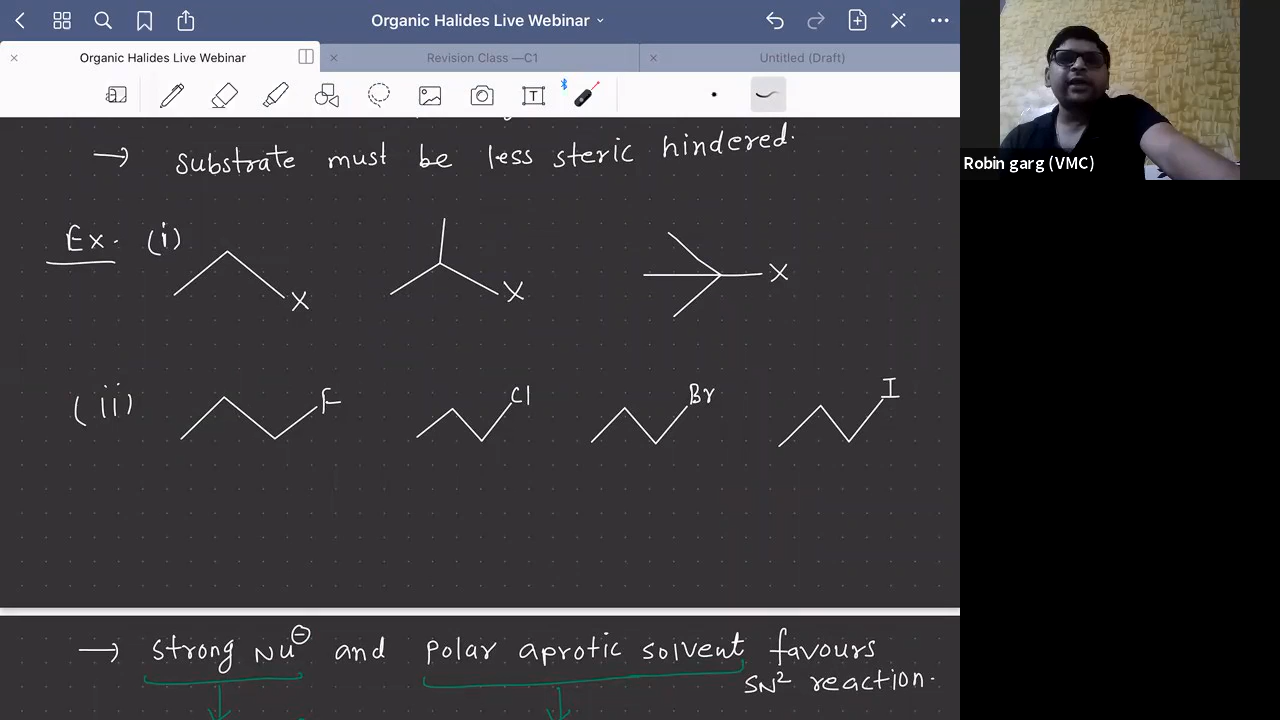 Organic Halides Live Webinar
Organic Halides Live Webinar
Revision Class —C1
Untitled (Draft)
T
Robin garg (VMC)
→ substrate must be less steric hindered.
Ex. (i) X X X
(ii) F Cl Br I
→ strong Nu⊖ and polar aprotic solvent favours
SN² reaction.